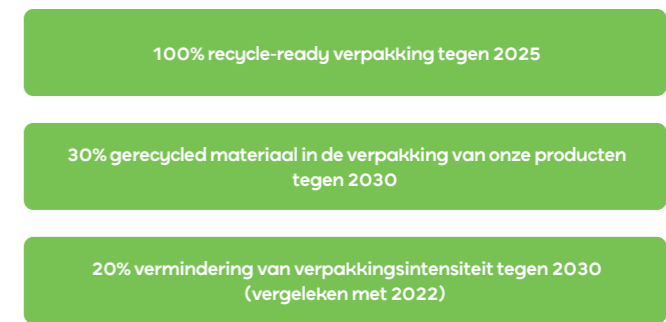 100% recycle-ready verpakking tegen 2025
30% gerecycled materiaal in de verpakking van onze producten
tegen 2030
20% vermindering van verpakkingsintensiteit tegen 2030
(vergeleken met 2022)